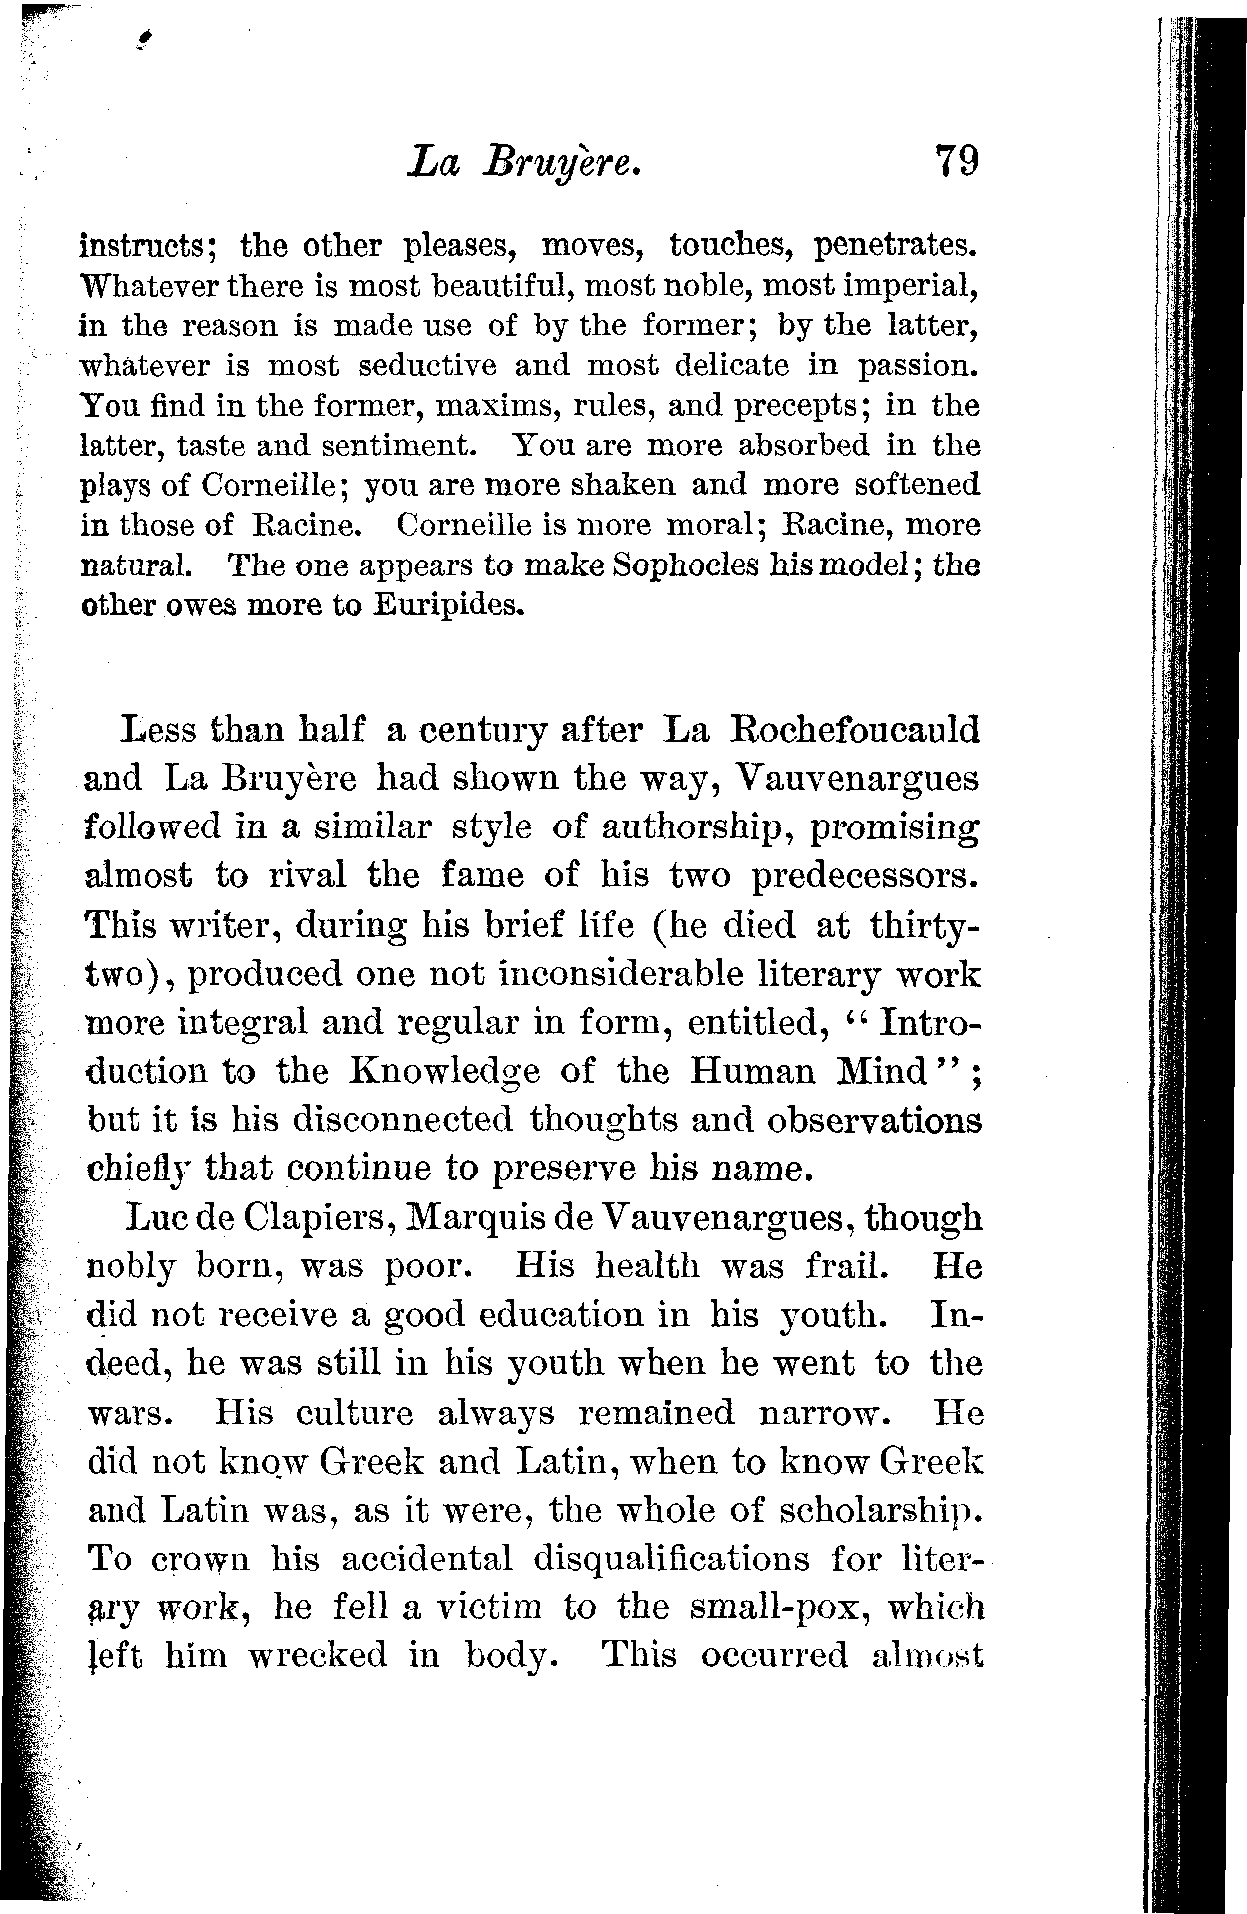 La Bruyère. 79
instructs; the other pleases, moves, touches, penetrates.
Whatever there is most beautiful, most noble, most imperial,
in the reason is made use of by the former; by the latter,
whatever is most seductive and most delicate in passion.
You find in the former, maxims, rules, and precepts; in the
latter, taste and sentiment. You are more absorbed in the
plays of Corneille; you are more shaken and more softened
in those of Racine. Corneille is more moral; Racine, more
natural. The one appears to make Sophocles his model; the
other owes more to Euripides.
Less than half a century after La Rochefoucauld
and La Bruyère had shown the way, Vauvenargues
followed in a similar style of authorship, promising
almost to rival the fame of his two predecessors.
This writer, during his brief life (he died at thirty-
two), produced one not inconsiderable literary work
more integral and regular in form, entitled, “Intro-
duction to the Knowledge of the Human Mind”;
but it is his disconnected thoughts and observations
chiefly that continue to preserve his name.
Luc de Clapiers, Marquis de Vauvenargues, though
nobly born, was poor. His health was frail. He
did not receive a good education in his youth. In-
deed, he was still in his youth when he went to the
wars. His culture always remained narrow. He
did not know Greek and Latin, when to know Greek
and Latin was, as it were, the whole of scholarship.
To crown his accidental disqualifications for liter-
ary work, he fell a victim to the small-pox, which
left him wrecked in body. This occurred almost